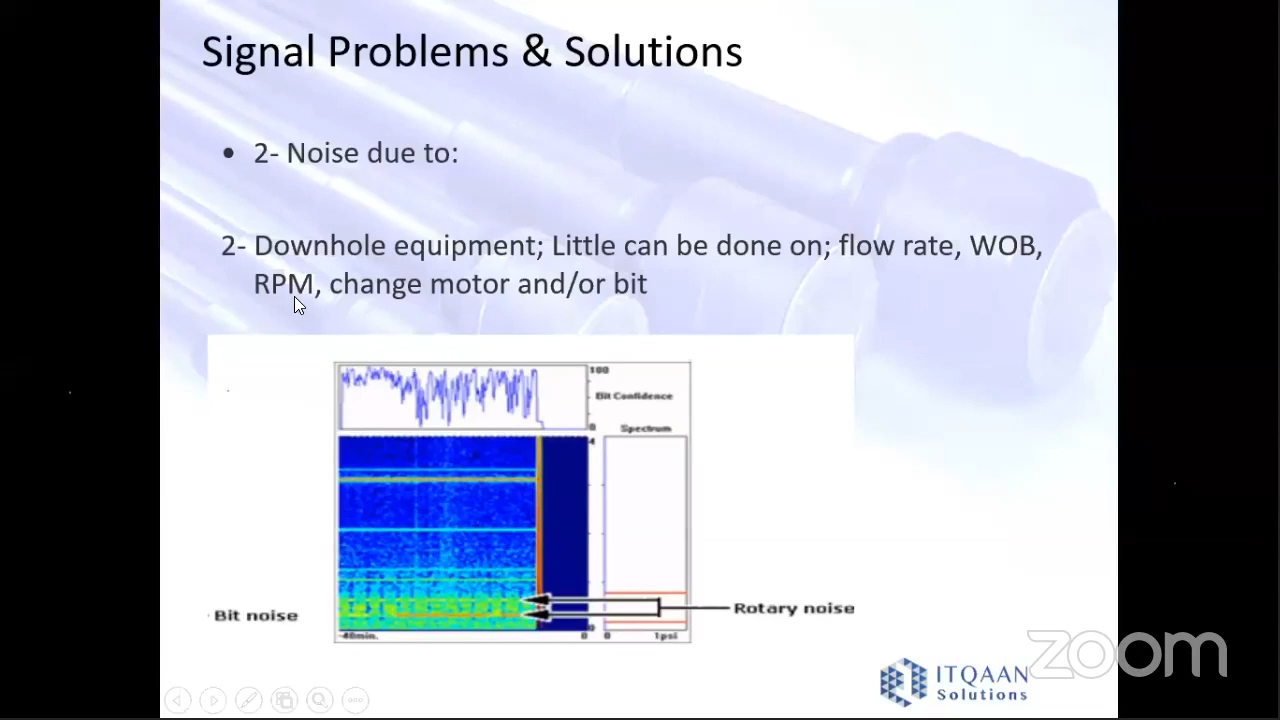 Signal Problems & Solutions
• 2- Noise due to:
2- Downhole equipment; Little can be done on; flow rate, WOB,
RPM, change motor and/or bit
100
Bit Confidence
0
Spectrum
4
Bit noise
Rotary noise
0
-40min.
0
0
1psi
ITQAAN
Solutions
zoom